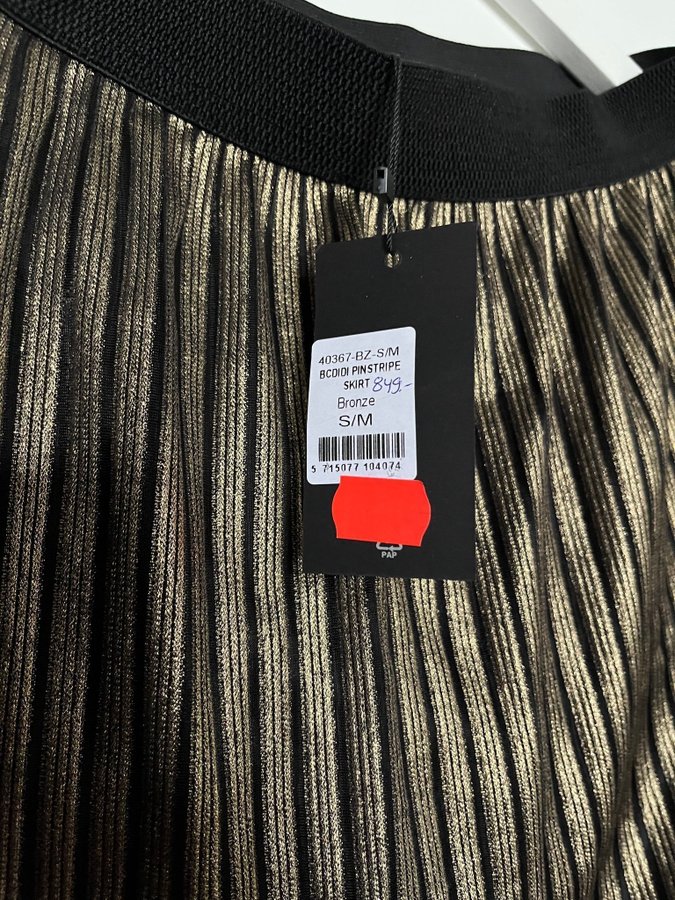 40367-BZ-S/M
BCDIDI PINSTRIPE
SKIRT 849.-
Bronze
S/M
5 715077 104074
PAP